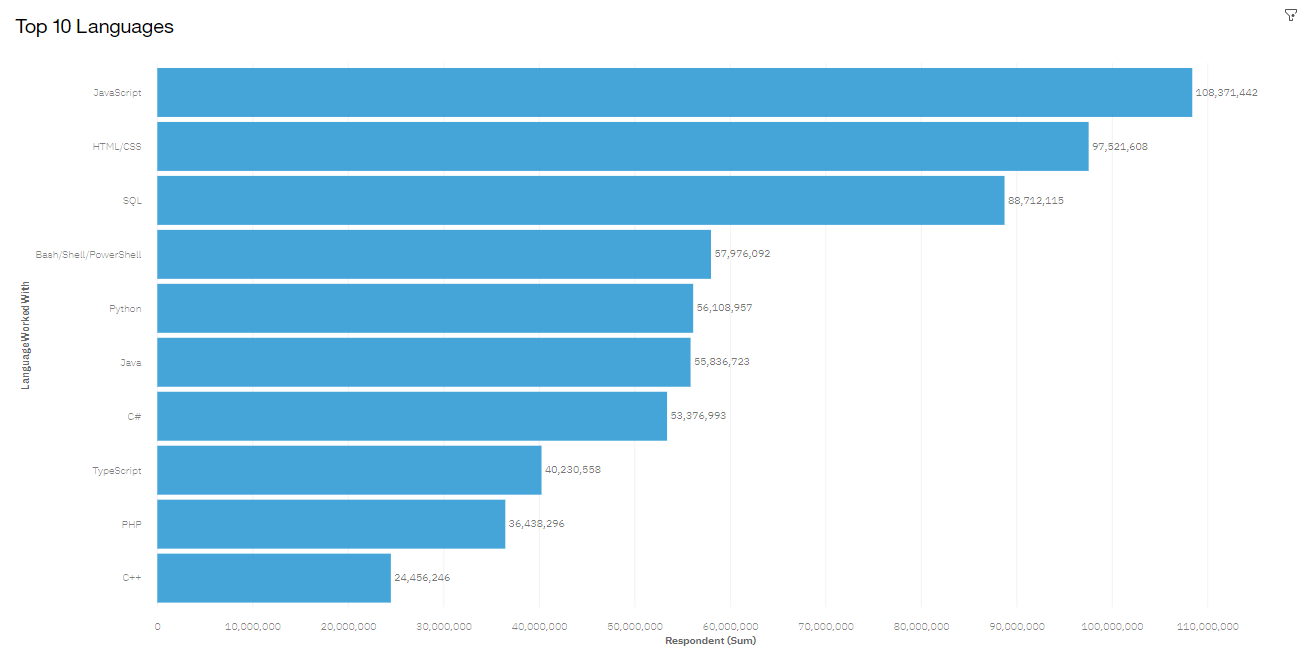 Top 10 Languages
JavaScript
108,371,442
HTML/CSS
97,521,608
SQL
88,712,115
Bash/Shell/PowerShell
57,976,092
Python
56,108,957
Java
55,836,723
C#
53,376,993
TypeScript
40,230,558
PHP
36,438,296
C++
24,456,246
LanguageWorkedWith
0 10,000,000 20,000,000 30,000,000 40,000,000 50,000,000 60,000,000 70,000,000 80,000,000 90,000,000 100,000,000 110,000,000
Respondent (Sum)